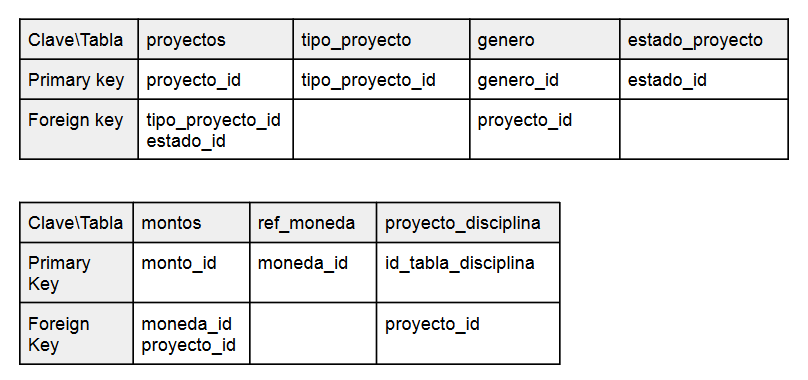 Clave\Tabla proyectos tipo_proyecto genero estado_proyecto
Primary key proyecto_id tipo_proyecto_id genero_id estado_id
Foreign key tipo_proyecto_id proyecto_id
estado_id
Clave\Tabla montos ref_moneda proyecto_disciplina
Primary monto_id moneda_id id_tabla_disciplina
Key
Foreign moneda_id proyecto_id
Key proyecto_id